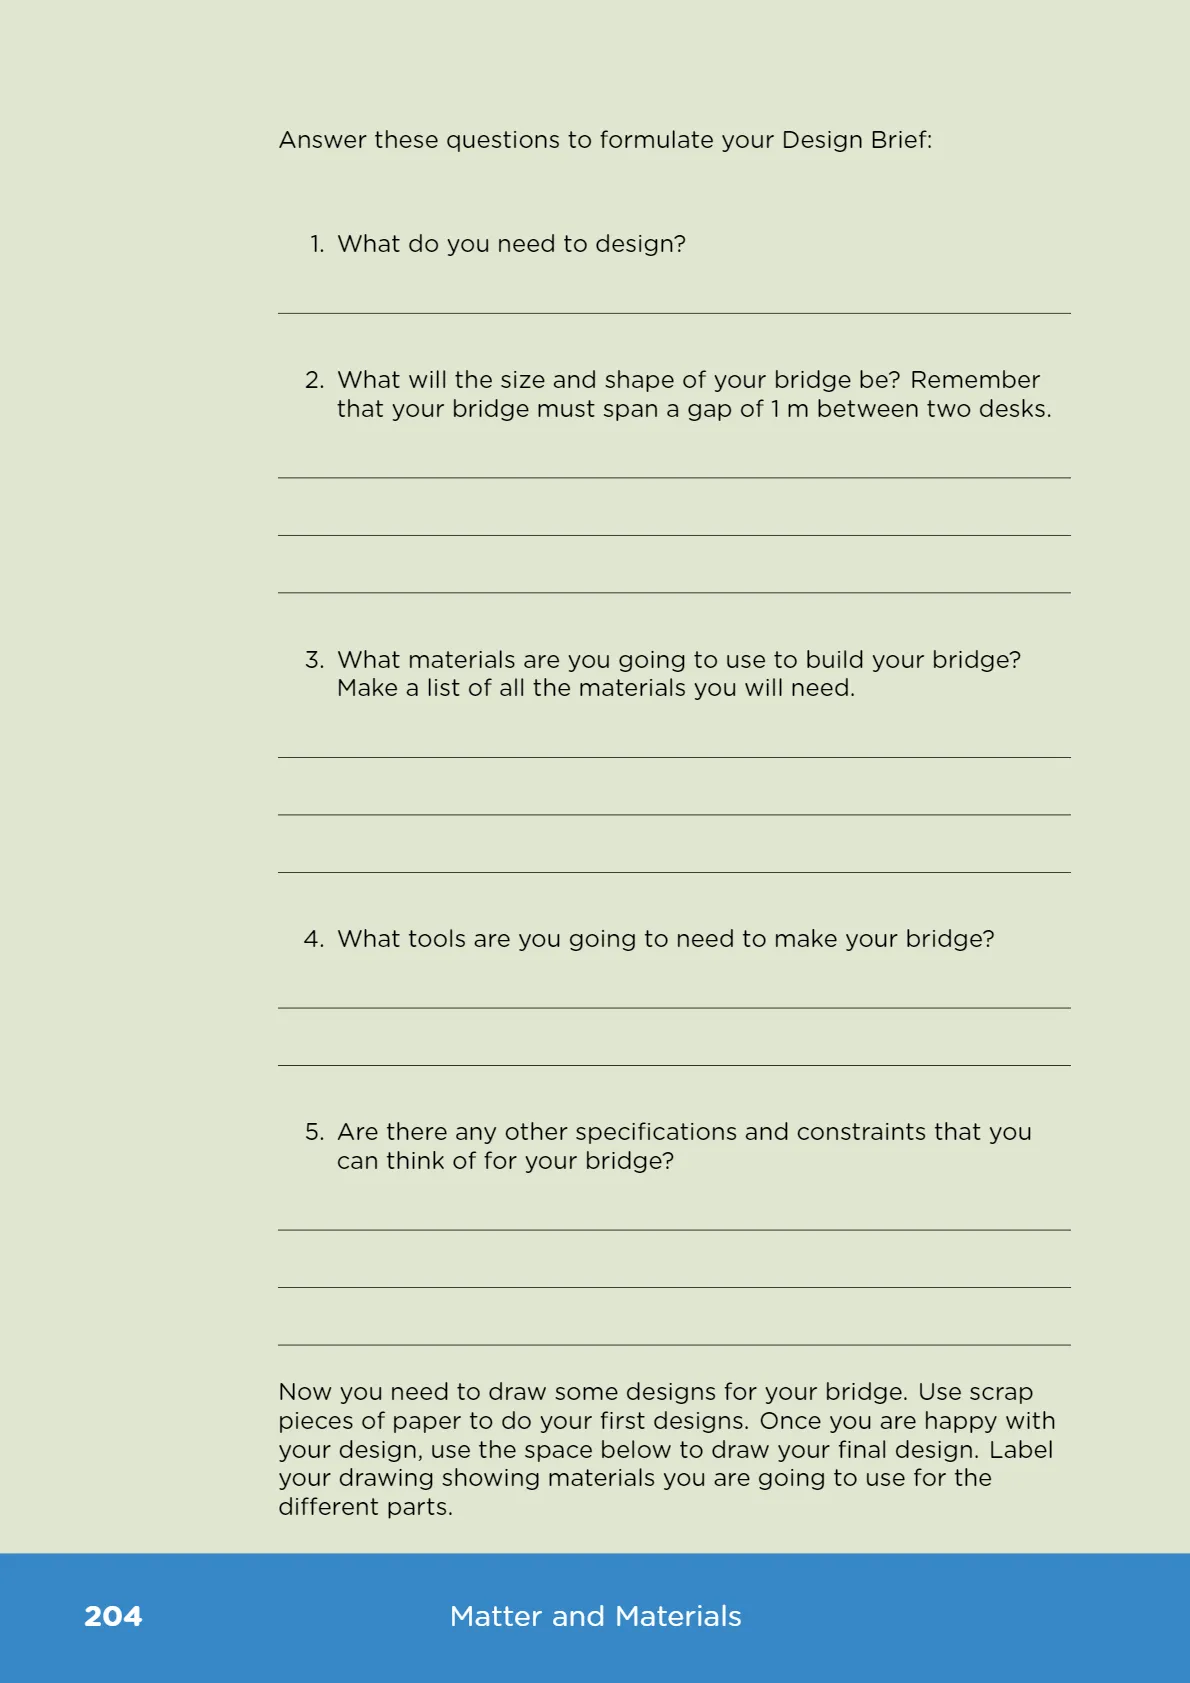 Answer these questions to formulate your Design Brief:
1. What do you need to design?
2. What will the size and shape of your bridge be? Remember
that your bridge must span a gap of 1 m between two desks.
3. What materials are you going to use to build your bridge?
Make a list of all the materials you will need.
4. What tools are you going to need to make your bridge?
5. Are there any other specifications and constraints that you
can think of for your bridge?
Now you need to draw some designs for your bridge. Use scrap
pieces of paper to do your first designs. Once you are happy with
your design, use the space below to draw your final design. Label
your drawing showing materials you are going to use for the
different parts.
204 Matter and Materials